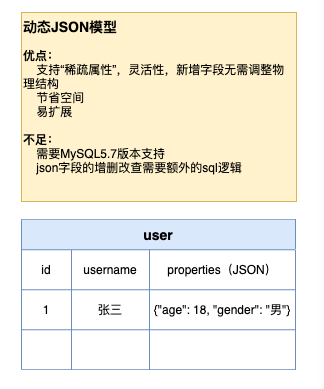 动态JSON模型
优点：
支持“稀疏属性”，灵活性，新增字段无需调整物
理结构
节省空间
易扩展
不足：
需要MySQL5.7版本支持
json字段的增删改查需要额外的sql逻辑
user
id username properties（JSON）
1 张三 {"age": 18, "gender": "男"}